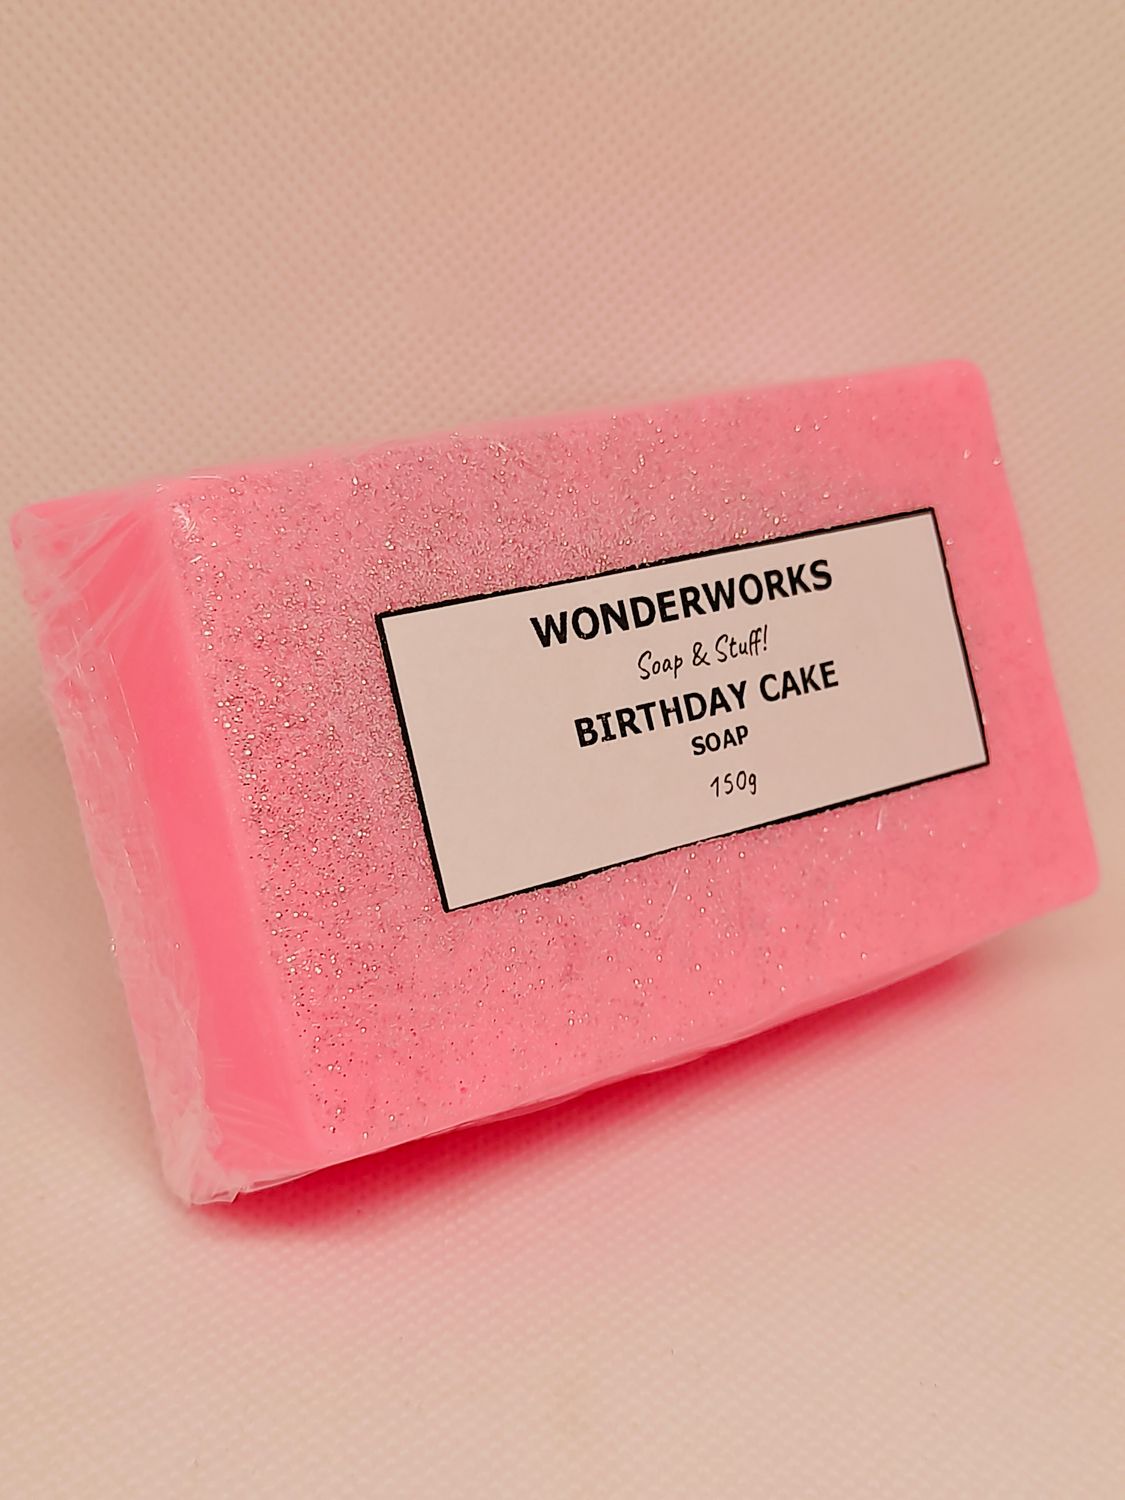 WONDERWORKS
Soap & Stuff!
BIRTHDAY CAKE
SOAP
150g